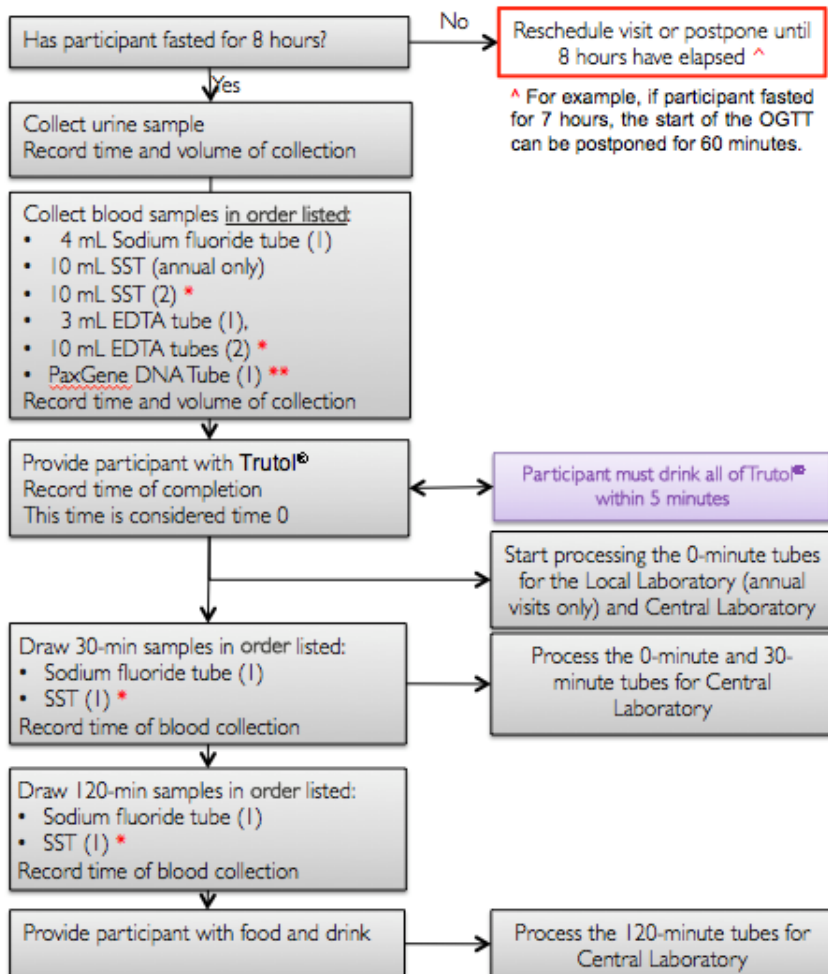 Has participant fasted for 8 hours?
No
Reschedule visit or postpone until
8 hours have elapsed ^
^ For example, if participant fasted
for 7 hours, the start of the OGTT
can be postponed for 60 minutes.
Yes
Collect urine sample
Record time and volume of collection
Collect blood samples in order listed:
• 4 mL Sodium fluoride tube (1)
• 10 mL SST (annual only)
• 10 mL SST (2) *
• 3 mL EDTA tube (1),
• 10 mL EDTA tubes (2) *
• PaxGene DNA Tube (1) **
Record time and volume of collection
Provide participant with Trutol®
Record time of completion
This time is considered time 0
Participant must drink all of Trutol®
within 5 minutes
Start processing the 0-minute tubes
for the Local Laboratory (annual
visits only) and Central Laboratory
Draw 30-min samples in order listed:
• Sodium fluoride tube (1)
• SST (1) *
Record time of blood collection
Process the 0-minute and 30-
minute tubes for Central
Laboratory
Draw 120-min samples in order listed:
• Sodium fluoride tube (1)
• SST (1) *
Record time of blood collection
Provide participant with food and drink
Process the 120-minute tubes for
Central Laboratory